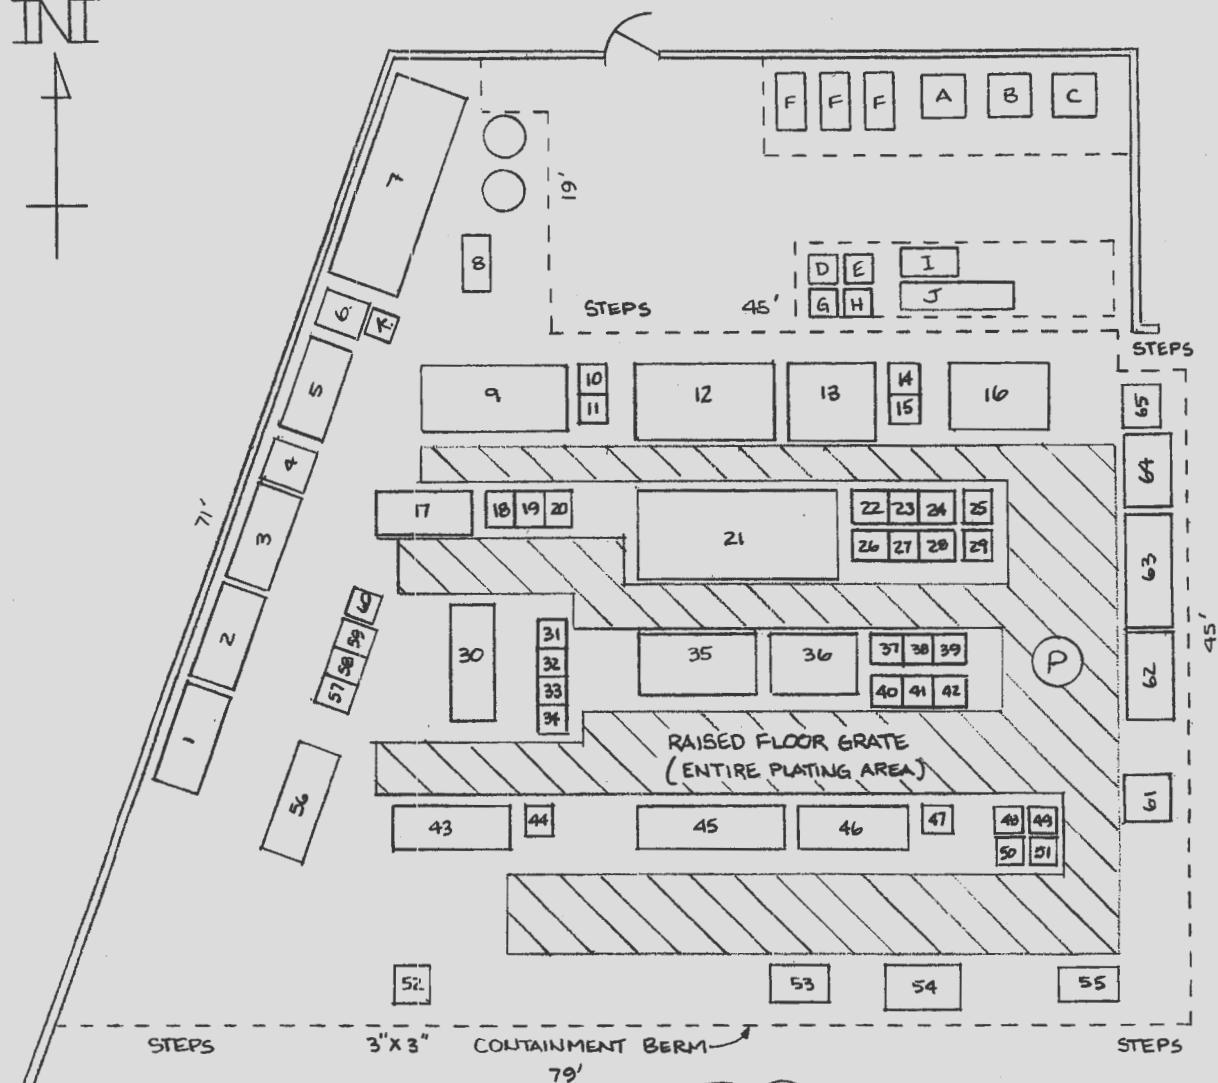 N
F F F A B C
7
19'
8
D E I
G H J
6. 7.
STEPS 45'
STEPS
5
9 10 12 13 14 16
11 15
65
4
64
17 18 19 20 21 22 23 24 25
26 27 28 29
71'
3
63
60
59
58
57
2
30 31 35 36 37 38 39
32
33 40 41 42
34
P
62
45'
1
RAISED FLOOR GRATE
(ENTIRE PLATING AREA)
56
61
43 44 45 46 47 48 49
50 51
52 53 54 55
STEPS 3"X3" CONTAINMENT BERM STEPS
79'